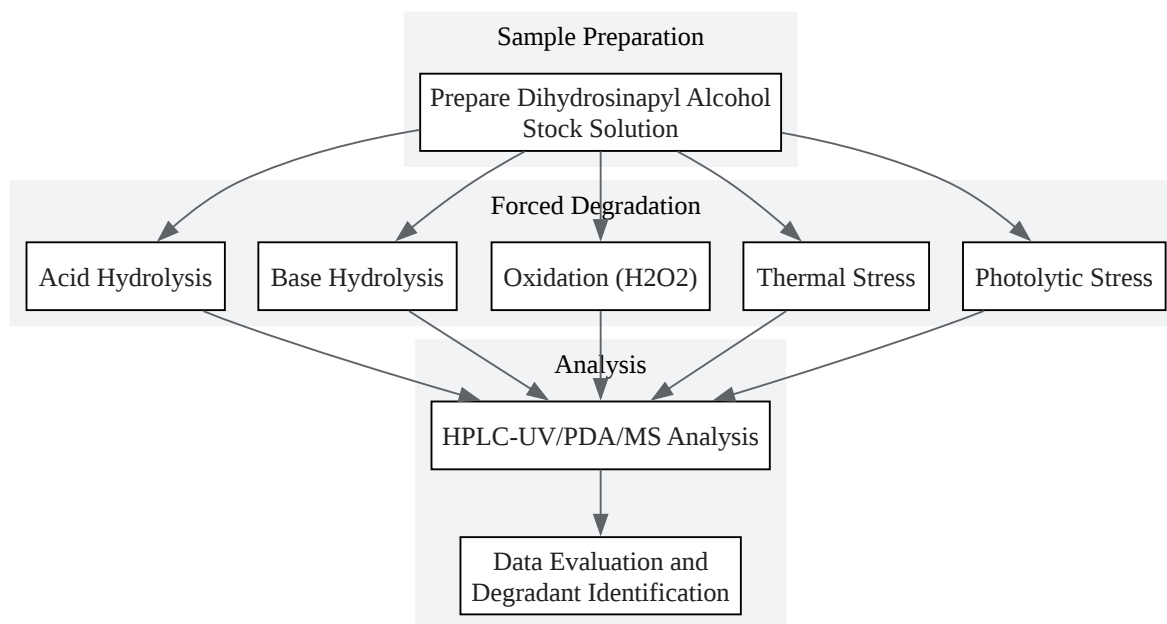 Sample Preparation
Prepare Dihydrosinapyl Alcohol
Stock Solution
Forced Degradation
Acid Hydrolysis
Base Hydrolysis
Oxidation (H2O2)
Thermal Stress
Photolytic Stress
Analysis
HPLC-UV/PDA/MS Analysis
Data Evaluation and
Degradant Identification